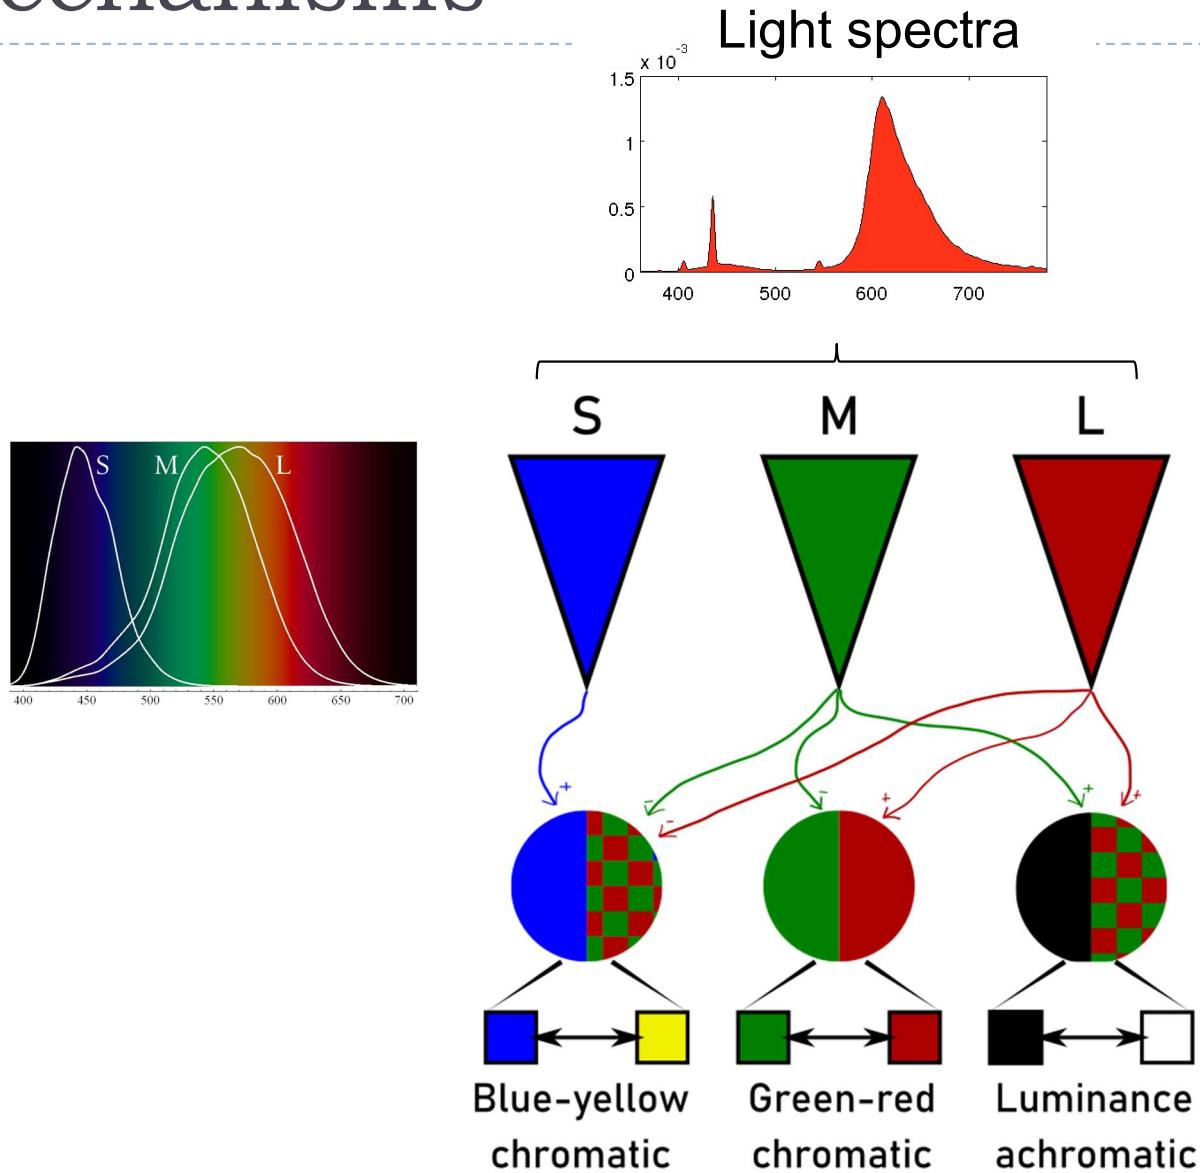 Light spectra
x 10-3
1.5
1
0.5
0
400 500 600 700
S M L
S M L
400 450 500 550 600 650 700
+ - - - + + +
Blue-yellow chromatic
Green-red chromatic
Luminance achromatic